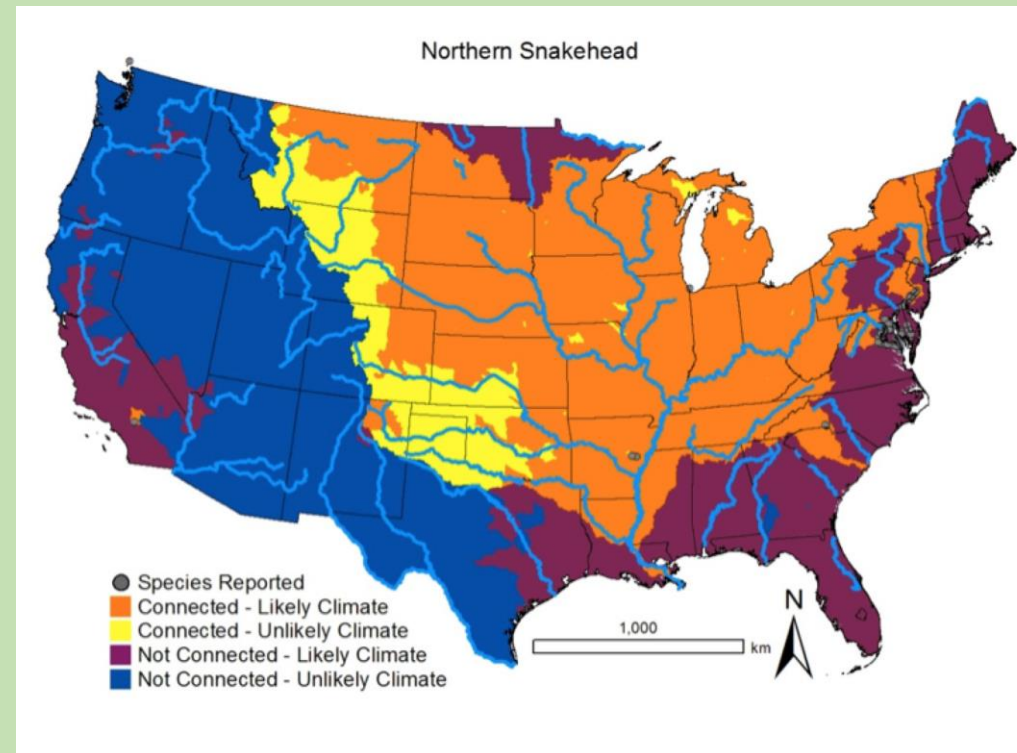 Northern Snakehead
Species Reported
Connected - Likely Climate
Connected - Unlikely Climate
Not Connected - Likely Climate
Not Connected - Unlikely Climate
1,000
km
N